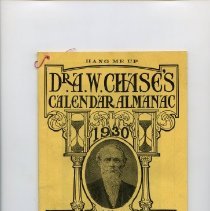 HANG ME UP
DR. A.W. CHASE'S
CALENDAR ALMANAC
1930